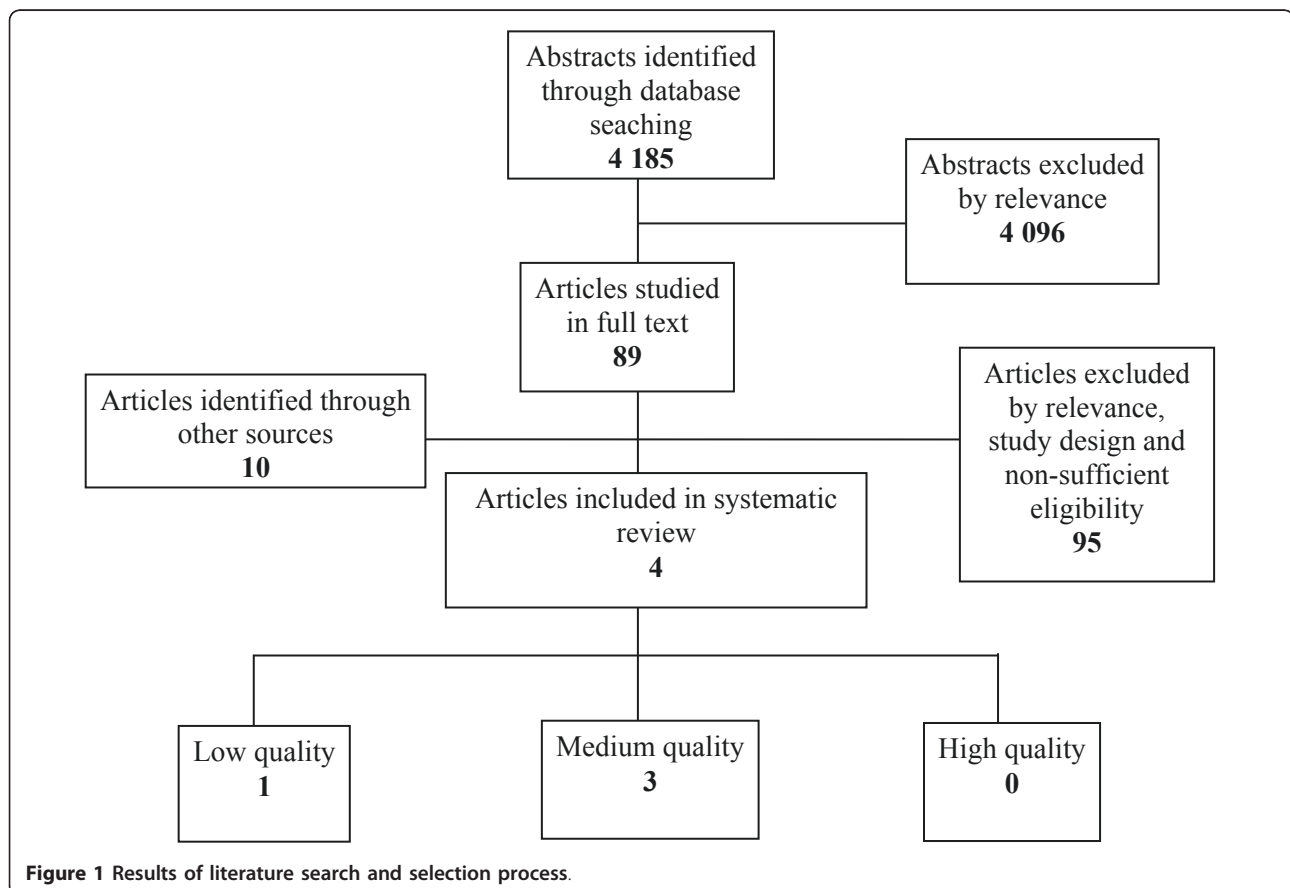 Abstracts identified
through database
seaching
4 185
Abstracts excluded
by relevance
4 096
Articles studied
in full text
89
Articles identified through
other sources
10
Articles excluded
by relevance,
study design and
non-sufficient
eligibility
95
Articles included in systematic
review
4
Low quality
1
Medium quality
3
High quality
0
Figure 1 Results of literature search and selection process.